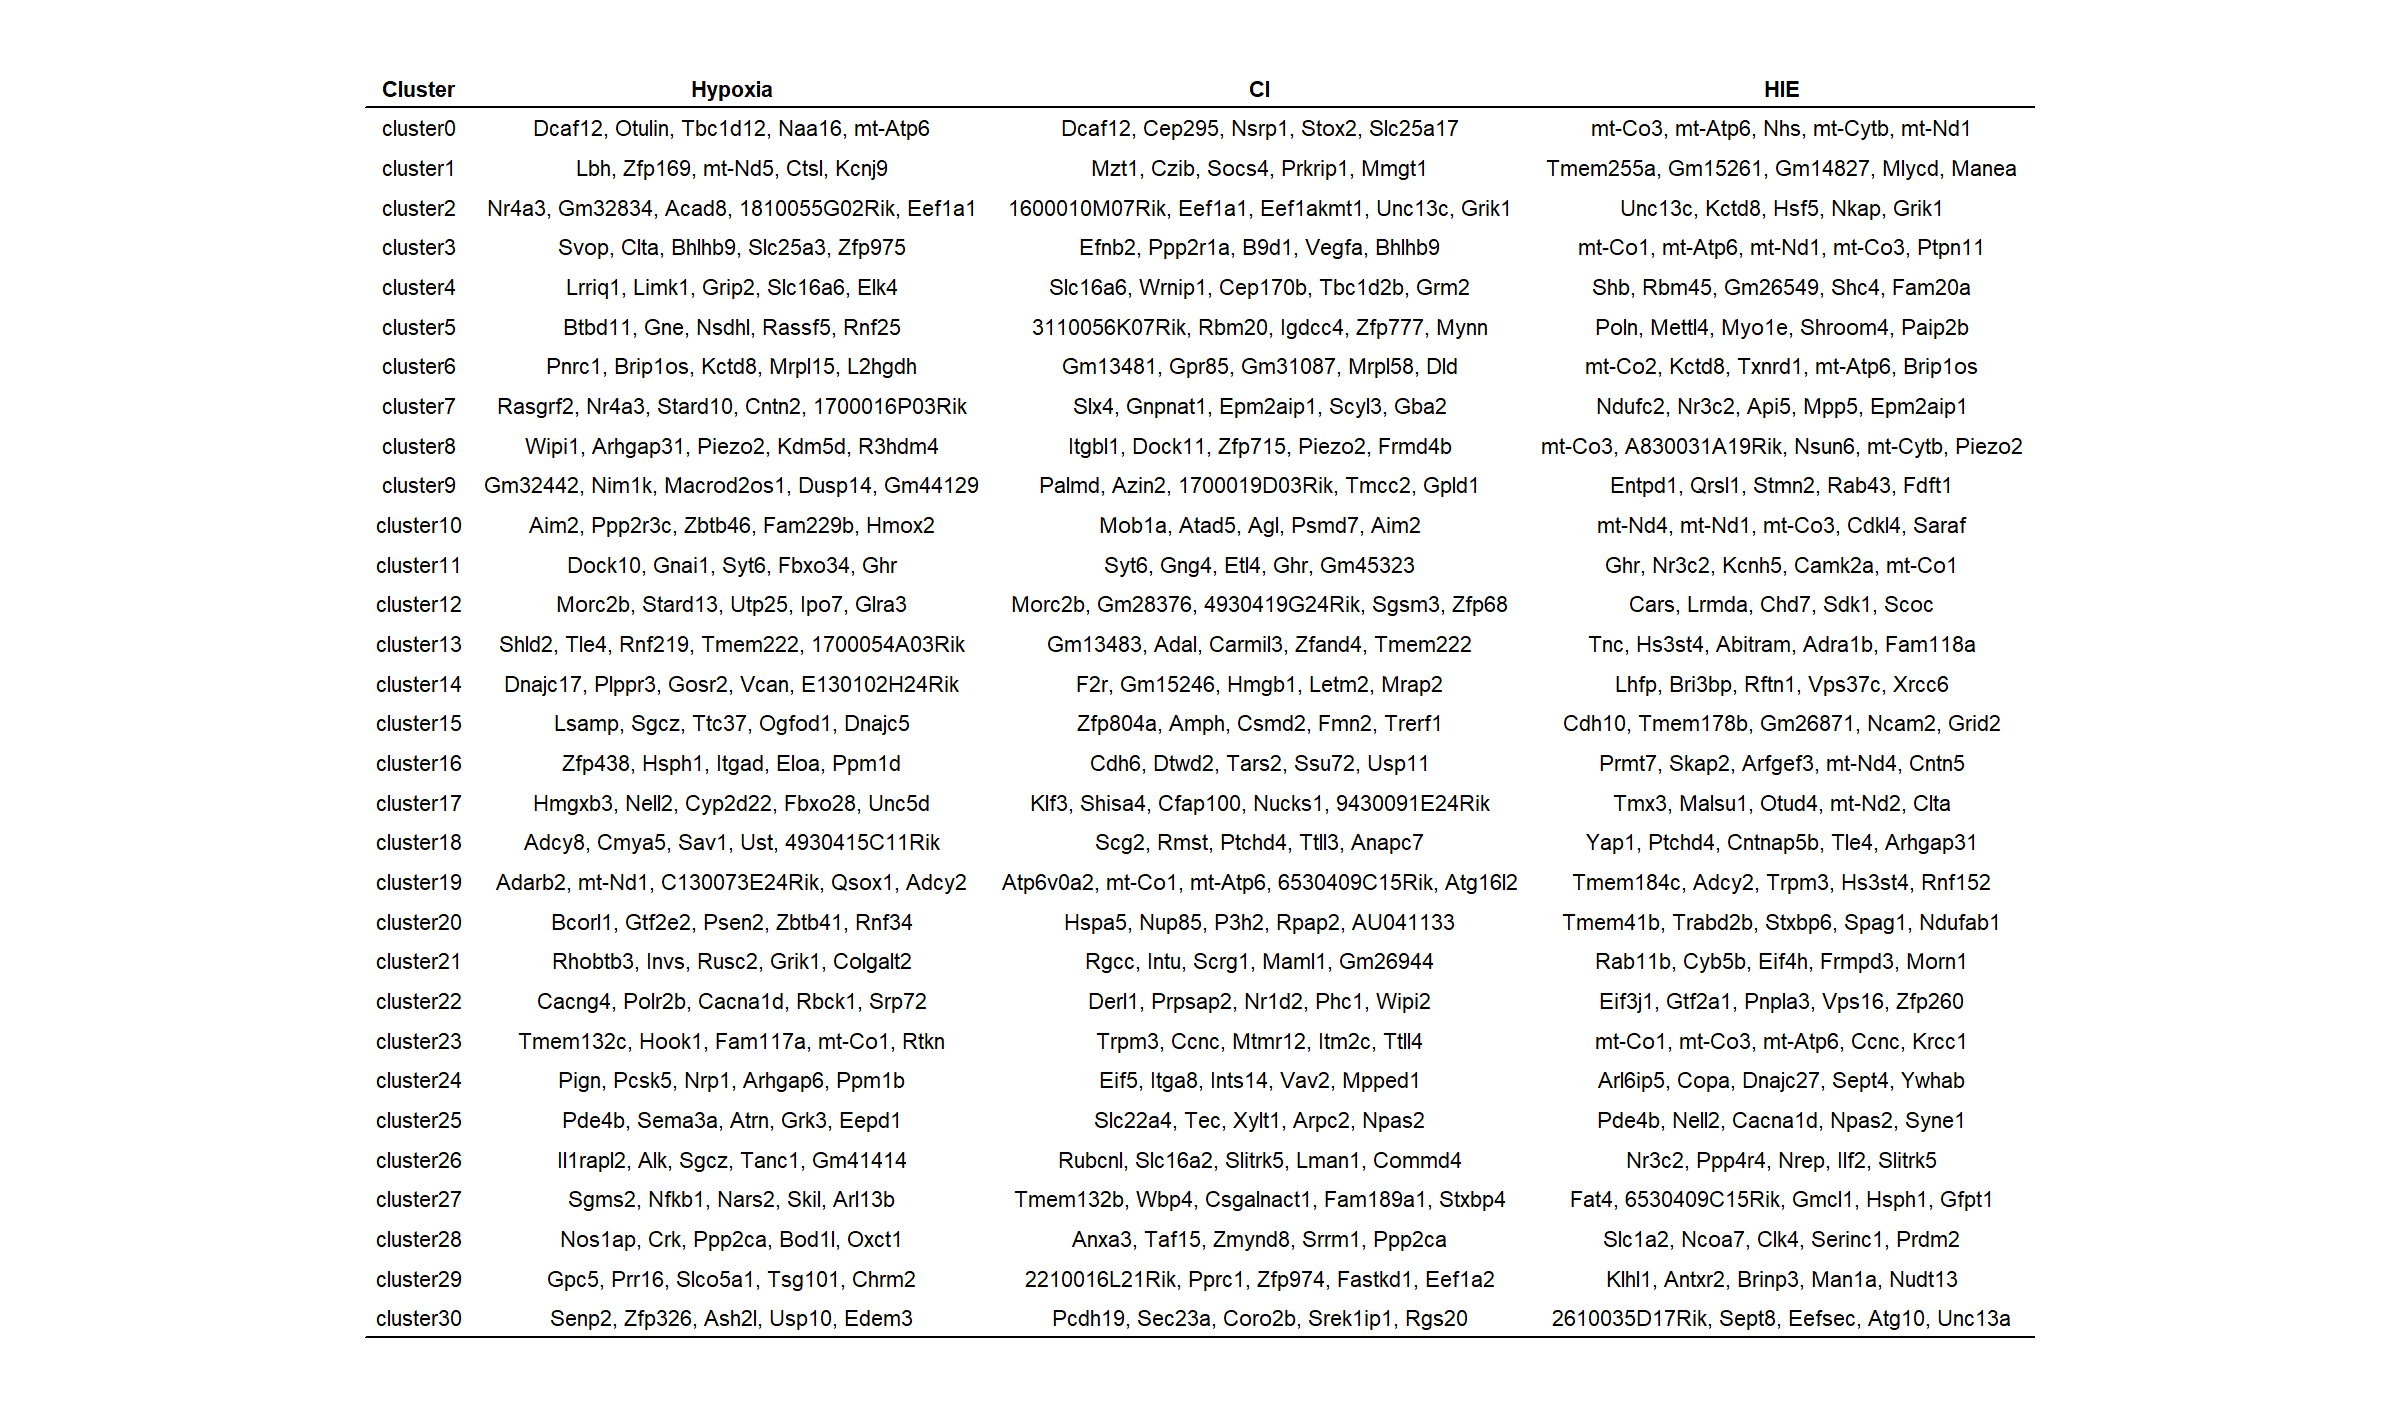 Cluster Hypoxia CI HIE
cluster0 Dcaf12, Otulin, Tbc1d12, Naa16, mt-Atp6 Dcaf12, Cep295, Nsrp1, Stox2, Slc25a17 mt-Co3, mt-Atp6, Nhs, mt-Cytb, mt-Nd1
cluster1 Lbh, Zfp169, mt-Nd5, Ctsl, Kcnj9 Mzt1, Czib, Socs4, Prkrip1, Mmgt1 Tmem255a, Gm15261, Gm14827, Mlycd, Manea
cluster2 Nr4a3, Gm32834, Acad8, 1810055G02Rik, Eef1a1 1600010M07Rik, Eef1a1, Eef1akmt1, Unc13c, Grik1 Unc13c, Kctd8, Hsf5, Nkap, Grik1
cluster3 Svop, Clta, Bhlhb9, Slc25a3, Zfp975 Efnb2, Ppp2r1a, B9d1, Vegfa, Bhlhb9 mt-Co1, mt-Atp6, mt-Nd1, mt-Co3, Ptpn11
cluster4 Lrriq1, Limk1, Grip2, Slc16a6, Elk4 Slc16a6, Wrnip1, Cep170b, Tbc1d2b, Grm2 Shb, Rbm45, Gm26549, Shc4, Fam20a
cluster5 Btbd11, Gne, Nsdhl, Rassf5, Rnf25 3110056K07Rik, Rbm20, Igdcc4, Zfp777, Mynn Poln, Mettl4, Myo1e, Shroom4, Paip2b
cluster6 Pnrc1, Brip1os, Kctd8, Mrpl15, L2hgdh Gm13481, Gpr85, Gm31087, Mrpl58, Dld mt-Co2, Kctd8, Txnrd1, mt-Atp6, Brip1os
cluster7 Rasgrf2, Nr4a3, Stard10, Cntn2, 1700016P03Rik Slx4, Gnpnat1, Epm2aip1, Scyl3, Gba2 Ndufc2, Nr3c2, Api5, Mpp5, Epm2aip1
cluster8 Wipi1, Arhgap31, Piezo2, Kdm5d, R3hdm4 Itgbl1, Dock11, Zfp715, Piezo2, Frmd4b mt-Co3, A830031A19Rik, Nsun6, mt-Cytb, Piezo2
cluster9 Gm32442, Nim1k, Macrod2os1, Dusp14, Gm44129 Palmd, Azin2, 1700019D03Rik, Tmcc2, Gpld1 Entpd1, Qrsl1, Stmn2, Rab43, Fdft1
cluster10 Aim2, Ppp2r3c, Zbtb46, Fam229b, Hmox2 Mob1a, Atad5, Agl, Psmd7, Aim2 mt-Nd4, mt-Nd1, mt-Co3, Cdkl4, Saraf
cluster11 Dock10, Gnai1, Syt6, Fbxo34, Ghr Syt6, Gng4, Etl4, Ghr, Gm45323 Ghr, Nr3c2, Kcnh5, Camk2a, mt-Co1
cluster12 Morc2b, Stard13, Utp25, Ipo7, Glra3 Morc2b, Gm28376, 4930419G24Rik, Sgsm3, Zfp68 Cars, Lrmda, Chd7, Sdk1, Scoc
cluster13 Shld2, Tle4, Rnf219, Tmem222, 1700054A03Rik Gm13483, Adal, Carmil3, Zfand4, Tmem222 Tnc, Hs3st4, Abitram, Adra1b, Fam118a
cluster14 Dnajc17, Plppr3, Gosr2, Vcan, E130102H24Rik F2r, Gm15246, Hmgb1, Letm2, Mrap2 Lhfp, Bri3bp, Rftn1, Vps37c, Xrcc6
cluster15 Lsamp, Sgcz, Ttc37, Ogfod1, Dnajc5 Zfp804a, Amph, Csmd2, Fmn2, Trerf1 Cdh10, Tmem178b, Gm26871, Ncam2, Grid2
cluster16 Zfp438, Hsph1, Itgad, Eloa, Ppm1d Cdh6, Dtwd2, Tars2, Ssu72, Usp11 Prmt7, Skap2, Arfgef3, mt-Nd4, Cntn5
cluster17 Hmgxb3, Nell2, Cyp2d22, Fbxo28, Unc5d Klf3, Shisa4, Cfap100, Nucks1, 9430091E24Rik Tmx3, Malsu1, Otud4, mt-Nd2, Clta
cluster18 Adcy8, Cmya5, Sav1, Ust, 4930415C11Rik Scg2, Rmst, Ptchd4, Ttll3, Anapc7 Yap1, Ptchd4, Cntnap5b, Tle4, Arhgap31
cluster19 Adarb2, mt-Nd1, C130073E24Rik, Qsox1, Adcy2 Atp6v0a2, mt-Co1, mt-Atp6, 6530409C15Rik, Atg16l2 Tmem184c, Adcy2, Trpm3, Hs3st4, Rnf152
cluster20 Bcorl1, Gtf2e2, Psen2, Zbtb41, Rnf34 Hspa5, Nup85, P3h2, Rpap2, AU041133 Tmem41b, Trabd2b, Stxbp6, Spag1, Ndufab1
cluster21 Rhobtb3, Invs, Rusc2, Grik1, Colgalt2 Rgcc, Intu, Scrg1, Maml1, Gm26944 Rab11b, Cyb5b, Eif4h, Frmpd3, Morn1
cluster22 Cacng4, Polr2b, Cacna1d, Rbck1, Srp72 Derl1, Prpsap2, Nr1d2, Phc1, Wipi2 Eif3j1, Gtf2a1, Pnpla3, Vps16, Zfp260
cluster23 Tmem132c, Hook1, Fam117a, mt-Co1, Rtkn Trpm3, Ccnc, Mtmr12, Itm2c, Ttll4 mt-Co1, mt-Co3, mt-Atp6, Ccnc, Krcc1
cluster24 Pign, Pcsk5, Nrp1, Arhgap6, Ppm1b Eif5, Itga8, Ints14, Vav2, Mpped1 Arl6ip5, Copa, Dnajc27, Sept4, Ywhab
cluster25 Pde4b, Sema3a, Atrn, Grk3, Eepd1 Slc22a4, Tec, Xylt1, Arpc2, Npas2 Pde4b, Nell2, Cacna1d, Npas2, Syne1
cluster26 Il1rapl2, Alk, Sgcz, Tanc1, Gm41414 Rubcnl, Slc16a2, Slitrk5, Lman1, Commd4 Nr3c2, Ppp4r4, Nrep, Ilf2, Slitrk5
cluster27 Sgms2, Nfkb1, Nars2, Skil, Arl13b Tmem132b, Wbp4, Csgalnact1, Fam189a1, Stxbp4 Fat4, 6530409C15Rik, Gmcl1, Hsph1, Gfpt1
cluster28 Nos1ap, Crk, Ppp2ca, Bod1l, Oxct1 Anxa3, Taf15, Zmynd8, Srrm1, Ppp2ca Slc1a2, Ncoa7, Clk4, Serinc1, Prdm2
cluster29 Gpc5, Prr16, Slco5a1, Tsg101, Chrm2 2210016L21Rik, Pprc1, Zfp974, Fastkd1, Eef1a2 Klhl1, Antxr2, Brinp3, Man1a, Nudt13
cluster30 Senp2, Zfp326, Ash2l, Usp10, Edem3 Pcdh19, Sec23a, Coro2b, Srek1ip1, Rgs20 2610035D17Rik, Sept8, Eefsec, Atg10, Unc13a